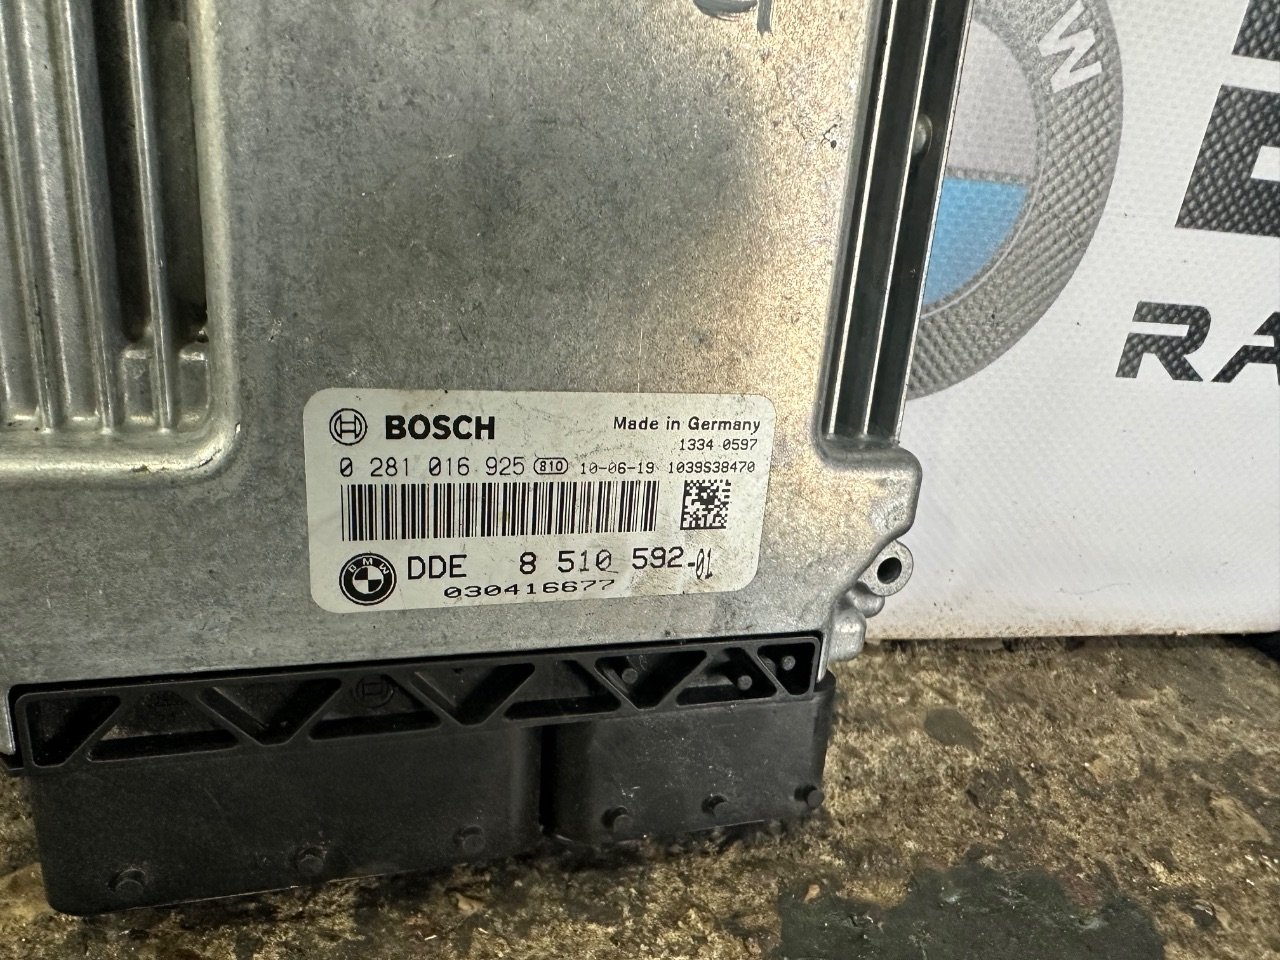 BOSCH
Made in Germany
1334 0597
0 281 016 925 810 10-06-19 1039S38470
BMW
DDE 8 510 592-01
030416677
W
RA